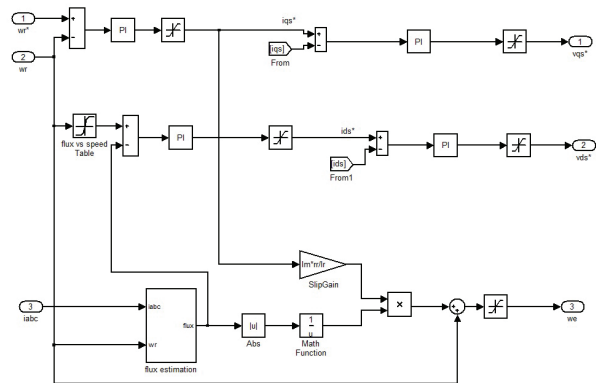 1
wr*
2
wr
+
-
PI
iqs*
[iqs]
From
+
-
PI
1
vqs*
flux vs speed
Table
+
-
PI
ids*
[ids]
From1
+
-
PI
2
vds*
lm*rr/lr
SlipGain
3
iabc
iabc
wr
flux
flux estimation
|u|
Abs
1
u
Math
Function
×
+
+
3
we